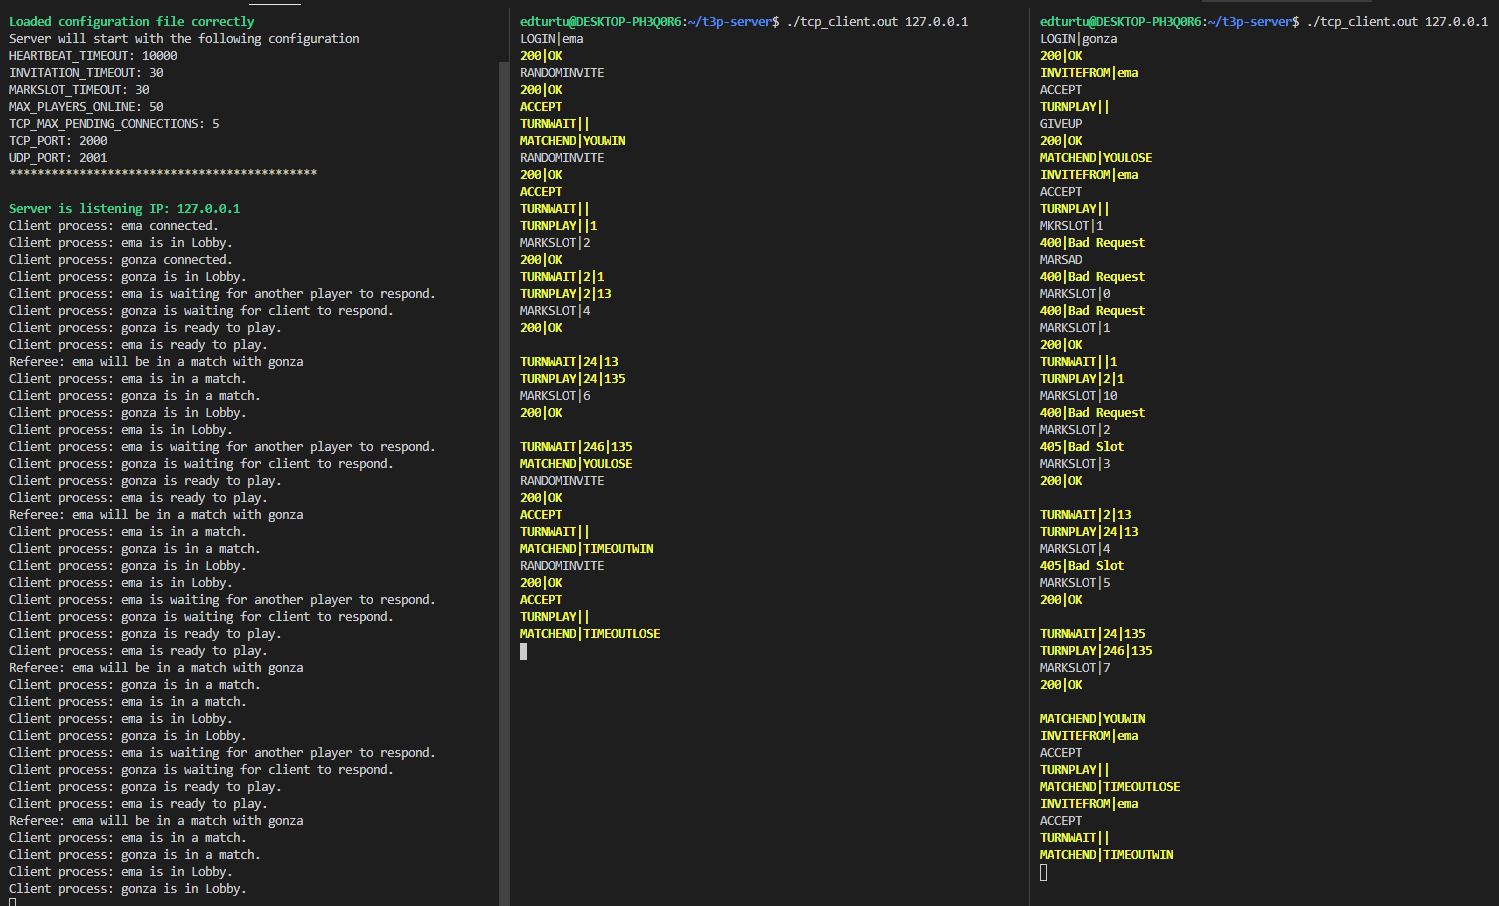 Loaded configuration file correctly
Server will start with the following configuration
HEARTBEAT_TIMEOUT: 10000
INVITATION_TIMEOUT: 30
MARKSLOT_TIMEOUT: 30
MAX_PLAYERS_ONLINE: 50
TCP_MAX_PENDING_CONNECTIONS: 5
TCP_PORT: 2000
UDP_PORT: 2001
********************************************
Server is listening IP: 127.0.0.1
Client process: ema connected.
Client process: ema is in Lobby.
Client process: gonza connected.
Client process: gonza is in Lobby.
Client process: ema is waiting for another player to respond.
Client process: gonza is waiting for client to respond.
Client process: gonza is ready to play.
Client process: ema is ready to play.
Referee: ema will be in a match with gonza
Client process: ema is in a match.
Client process: gonza is in a match.
Client process: gonza is in Lobby.
Client process: ema is in Lobby.
Client process: ema is waiting for another player to respond.
Client process: gonza is waiting for client to respond.
Client process: gonza is ready to play.
Client process: ema is ready to play.
Referee: ema will be in a match with gonza
Client process: ema is in a match.
Client process: gonza is in a match.
Client process: gonza is in Lobby.
Client process: ema is in Lobby.
Client process: ema is waiting for another player to respond.
Client process: gonza is waiting for client to respond.
Client process: gonza is ready to play.
Client process: ema is ready to play.
Referee: ema will be in a match with gonza
Client process: gonza is in a match.
Client process: ema is in a match.
Client process: ema is in Lobby.
Client process: gonza is in Lobby.
Client process: ema is waiting for another player to respond.
Client process: gonza is waiting for client to respond.
Client process: gonza is ready to play.
Client process: ema is ready to play.
Referee: ema will be in a match with gonza
Client process: ema is in a match.
Client process: gonza is in a match.
Client process: ema is in Lobby.
Client process: gonza is in Lobby.
edturtu@DESKTOP-PH3Q0R6:~/t3p-server$ ./tcp_client.out 127.0.0.1
LOGIN|ema
200|OK
RANDOMINVITE
200|OK
ACCEPT
TURNWAIT||
MATCHEND|YOUWIN
RANDOMINVITE
200|OK
ACCEPT
TURNWAIT||
TURNPLAY||1
MARKSLOT|2
200|OK
TURNWAIT|2|1
TURNPLAY|2|13
MARKSLOT|4
200|OK
TURNWAIT|24|13
TURNPLAY|24|135
MARKSLOT|6
200|OK
TURNWAIT|246|135
MATCHEND|YOULOSE
RANDOMINVITE
200|OK
ACCEPT
TURNWAIT||
MATCHEND|TIMEOUTWIN
RANDOMINVITE
200|OK
ACCEPT
TURNPLAY||
MATCHEND|TIMEOUTLOSE
edturtu@DESKTOP-PH3Q0R6:~/t3p-server$ ./tcp_client.out 127.0.0.1
LOGIN|gonza
200|OK
INVITEFROM|ema
ACCEPT
TURNPLAY||
GIVEUP
200|OK
MATCHEND|YOULOSE
INVITEFROM|ema
ACCEPT
TURNPLAY||
MKRSLOT|1
400|Bad Request
MARSAD
400|Bad Request
MARKSLOT|0
400|Bad Request
MARKSLOT|1
200|OK
TURNWAIT||1
TURNPLAY|2|1
MARKSLOT|10
400|Bad Request
MARKSLOT|2
405|Bad Slot
MARKSLOT|3
200|OK
TURNWAIT|2|13
TURNPLAY|24|13
MARKSLOT|4
405|Bad Slot
MARKSLOT|5
200|OK
TURNWAIT|24|135
TURNPLAY|246|135
MARKSLOT|7
200|OK
MATCHEND|YOUWIN
INVITEFROM|ema
ACCEPT
TURNPLAY||
MATCHEND|TIMEOUTLOSE
INVITEFROM|ema
ACCEPT
TURNWAIT||
MATCHEND|TIMEOUTWIN